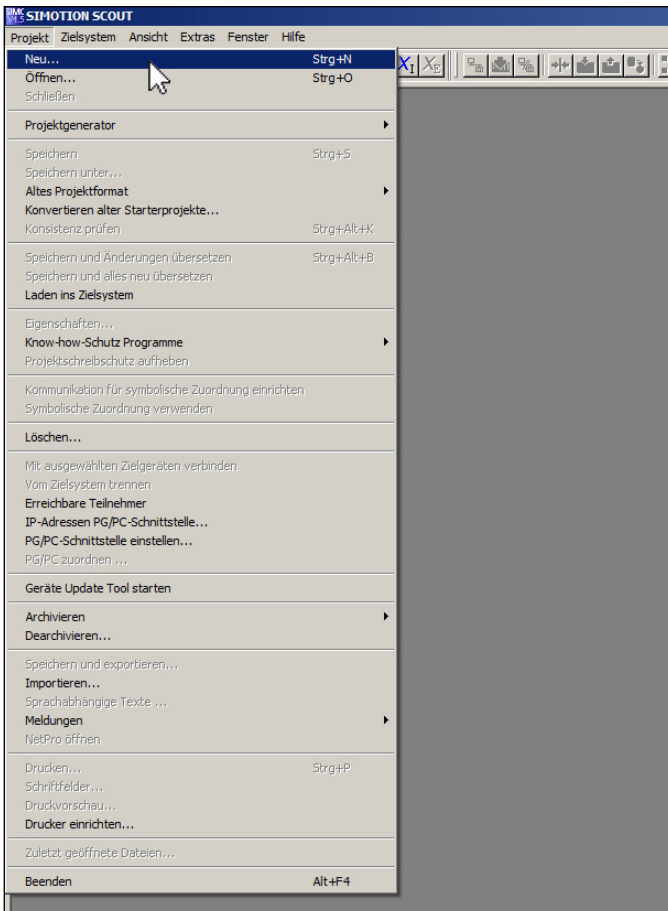 SIMOTION SCOUT
Projekt Zielsystem Ansicht Extras Fenster Hilfe
Neu... Strg+N
Öffnen... Strg+O
Schließen
Projektgenerator
Speichern Strg+S
Speichern unter...
Altes Projektformat
Konvertieren alter Starterprojekte...
Konsistenz prüfen Strg+Alt+K
Speichern und Änderungen übersetzen Strg+Alt+B
Speichern und alles neu übersetzen
Laden ins Zielsystem
Eigenschaften...
Know-how-Schutz Programme
Projektschreibschutz aufheben
Kommunikation für symbolische Zuordnung einrichten
Symbolische Zuordnung verwenden
Löschen...
Mit ausgewählten Zielgeräten verbinden
Vom Zielsystem trennen
Erreichbare Teilnehmer
IP-Adressen PG/PC-Schnittstelle...
PG/PC-Schnittstelle einstellen...
PG/PC zuordnen ...
Geräte Update Tool starten
Archivieren
Dearchivieren...
Speichern und exportieren...
Importieren...
Sprachabhängige Texte ...
Meldungen
NetPro öffnen
Drucken... Strg+P
Schriftfelder...
Druckvorschau...
Drucker einrichten...
Zuletzt geöffnete Dateien...
Beenden Alt+F4